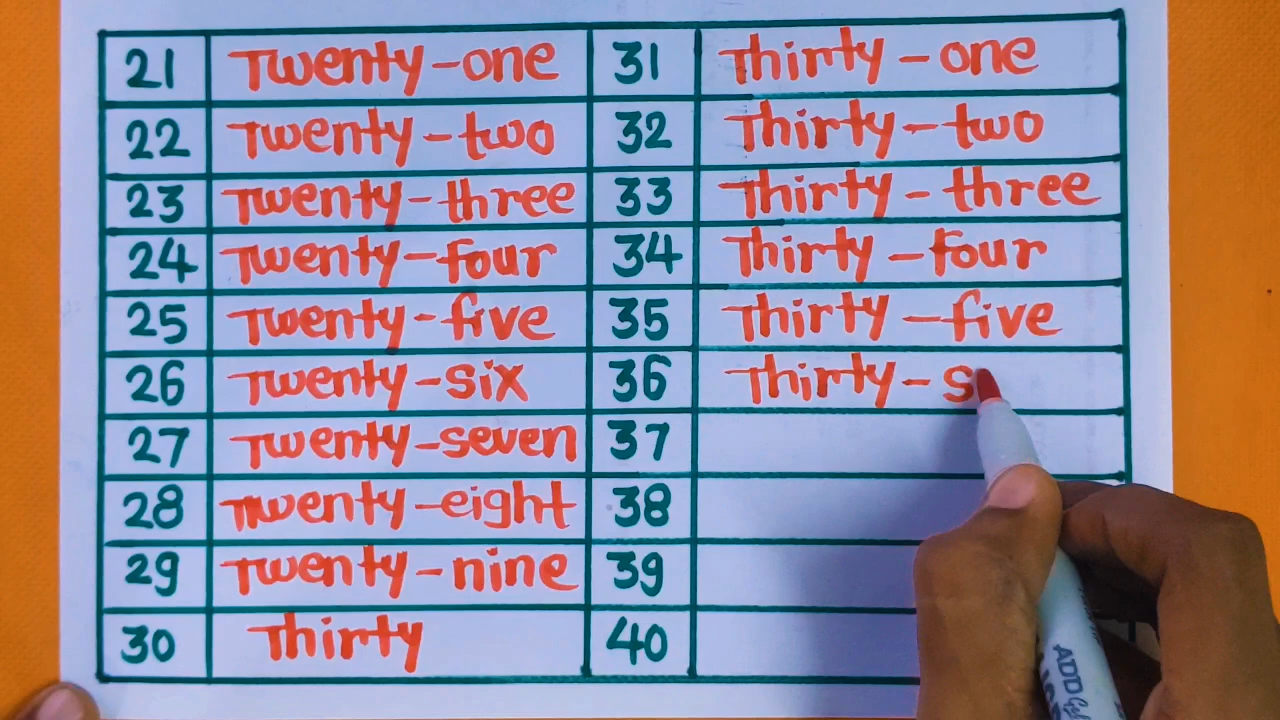 21 Twenty-one 31 Thirty-one
22 Twenty-two 32 Thirty-two
23 Twenty-three 33 Thirty-three
24 Twenty-four 34 Thirty-four
25 Twenty-five 35 Thirty-five
26 Twenty-six 36 Thirty-s
27 Twenty-seven 37
28 Twenty-eight 38
29 Twenty-nine 39
30 Thirty 40
ADD Gel